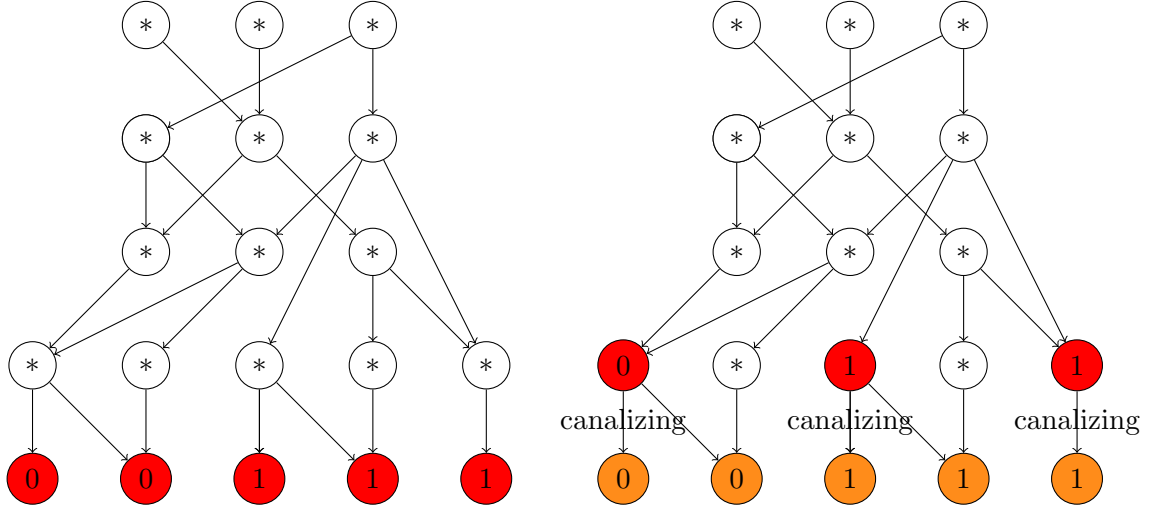 * * * * * *
* * * * * *
* * * * * *
* * * * * 0 * 1 * 1
canalizing canalizing canalizing
0 0 1 1 1 0 0 1 1 1